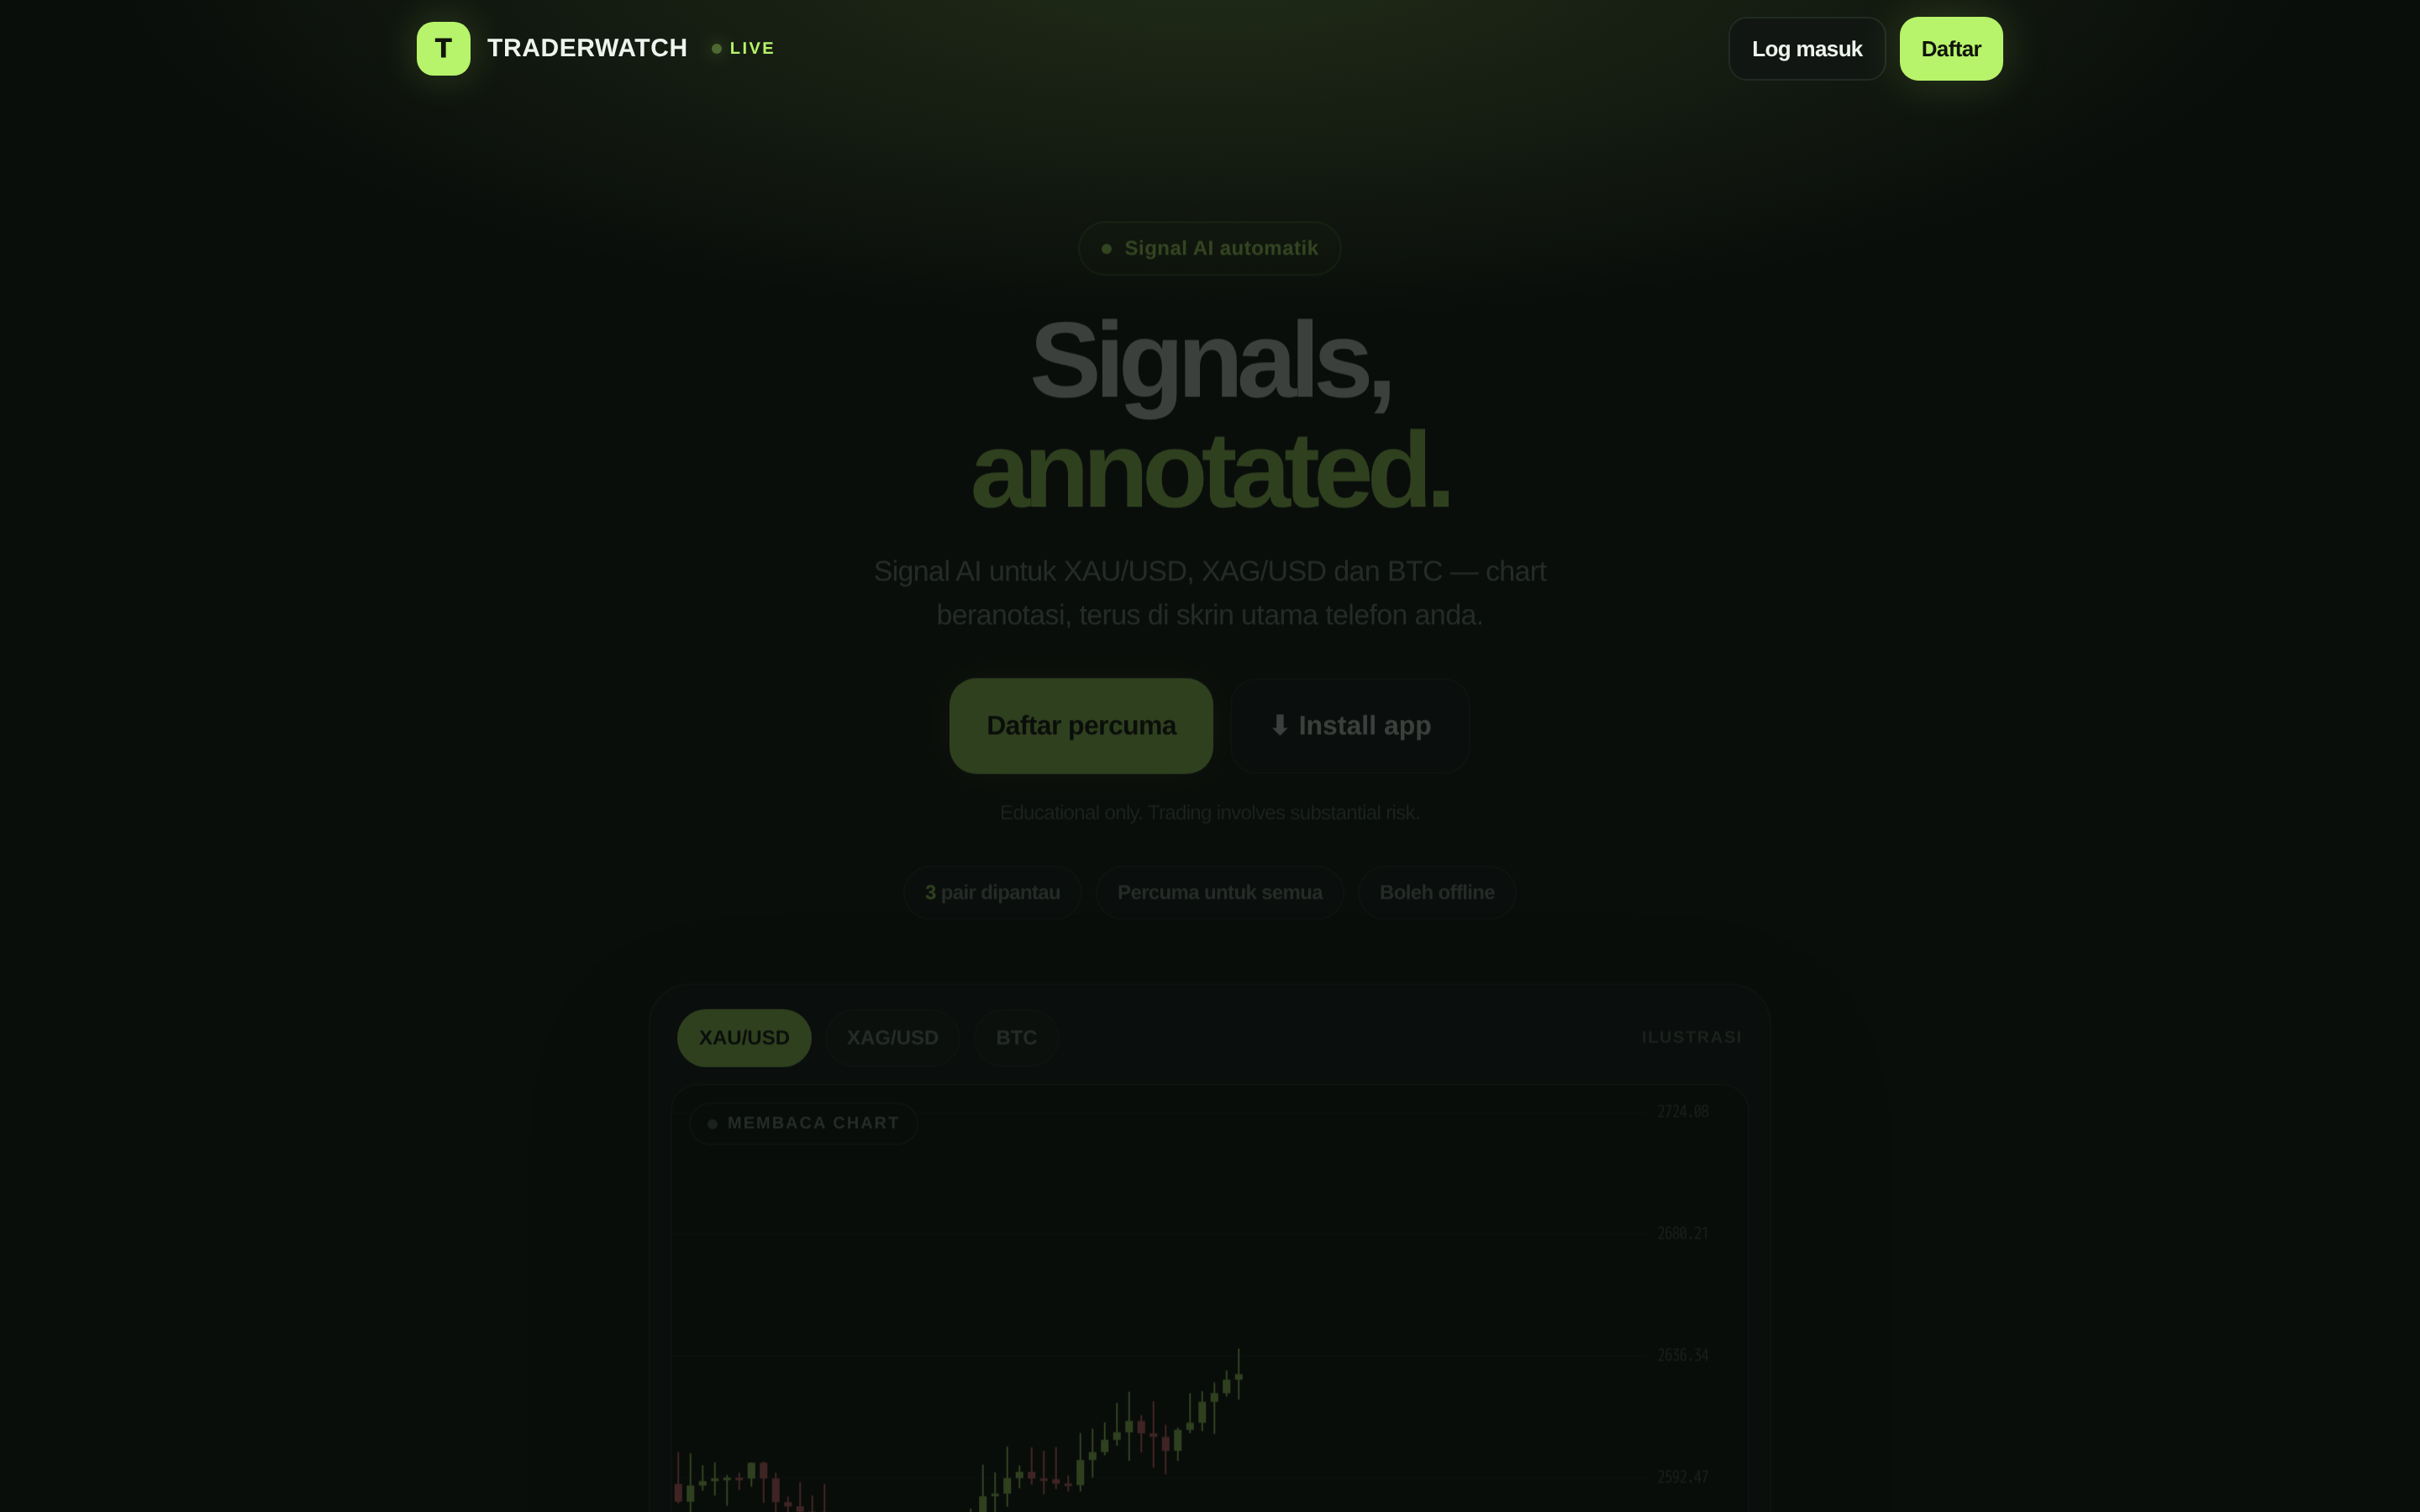 T TRADERWATCH LIVE Log masuk Daftar
Signal AI automatik
Signals,
annotated.
Signal AI untuk XAU/USD, XAG/USD dan BTC — chart
beranotasi, terus di skrin utama telefon anda.
Daftar percuma ⬇ Install app
Educational only. Trading involves substantial risk.
3 pair dipantau Percuma untuk semua Boleh offline
XAU/USD XAG/USD BTC ILUSTRASI
MEMBACA CHART 2724.08
2680.21
2636.34
2592.47